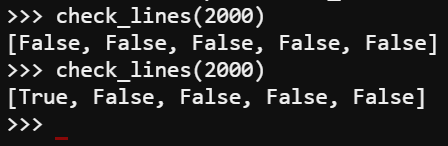 >>> check_lines(2000)
[False, False, False, False, False]
>>> check_lines(2000)
[True, False, False, False, False]
>>>